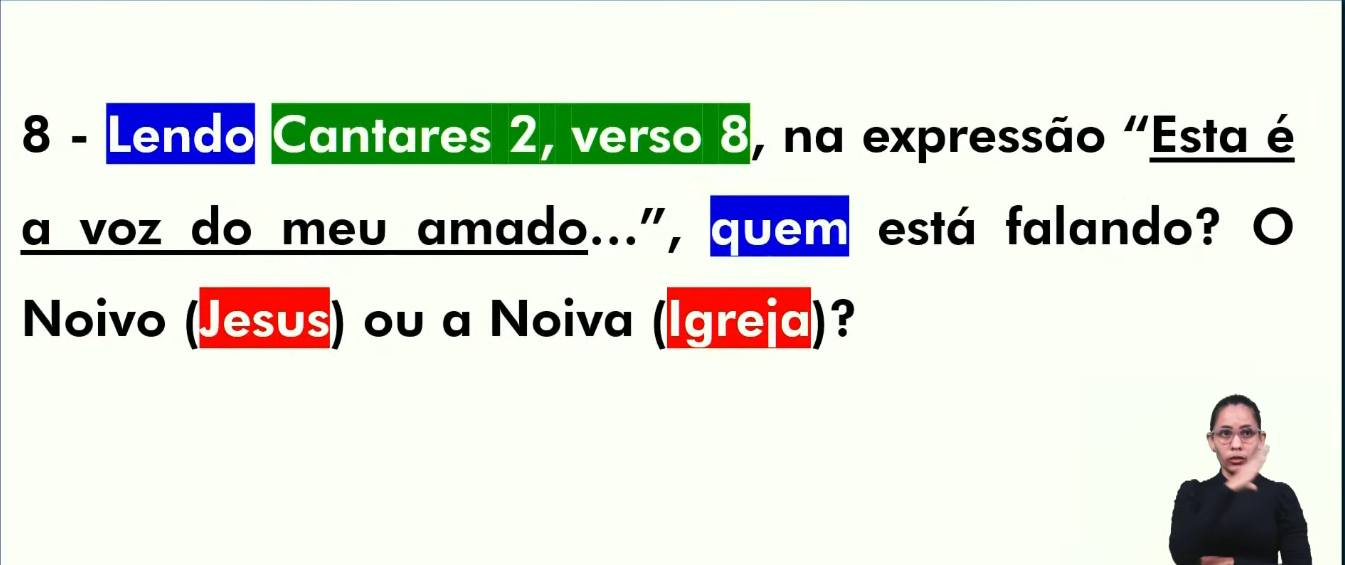 8 - Lendo Cantares 2, verso 8, na expressão “Esta é
a voz do meu amado...”, quem está falando? O
Noivo (Jesus) ou a Noiva (Igreja)?